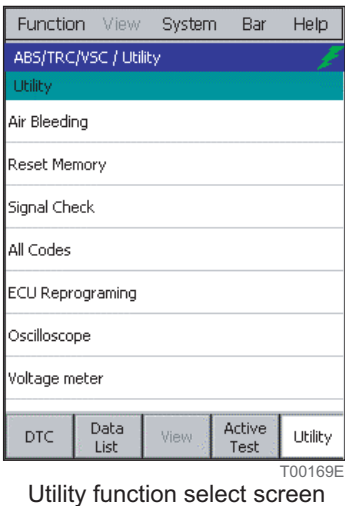 Function View System Bar Help
ABS/TRC/VSC / Utility
Utility
Air Bleeding
Reset Memory
Signal Check
All Codes
ECU Reprograming
Oscilloscope
Voltage meter
DTC Data List View Active Test Utility
T00169E
Utility function select screen